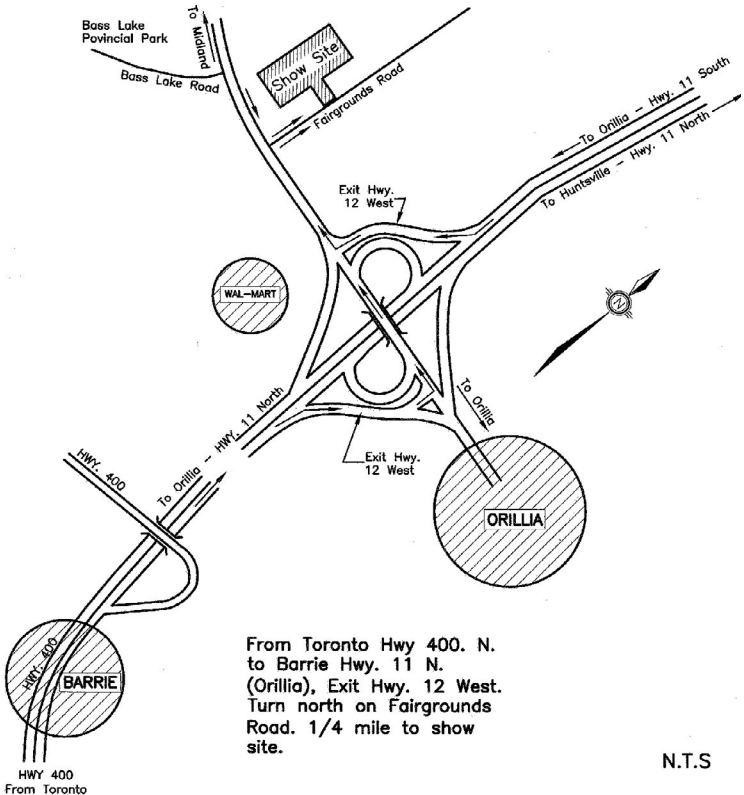 Bass Lake
Povincial Park
Bass Lake Road
To Midland
Show Site
Fairgrounds Road
To Orillia - Hwy. 11 South
To Huntsville - Hwy. 11 North
Exit Hwy.
12 West
WAL-MART
N
To Orillia
To Orillia - HWY. 11 North
HWY. 400
Exit Hwy.
12 West
ORILLIA
HWY. 400
BARRIE
HWY 400
From Toronto
From Toronto Hwy 400. N.
to Barrie Hwy. 11 N.
(Orillia), Exit Hwy. 12 West.
Turn north on Fairgrounds
Road. 1/4 mile to show
site.
N.T.S